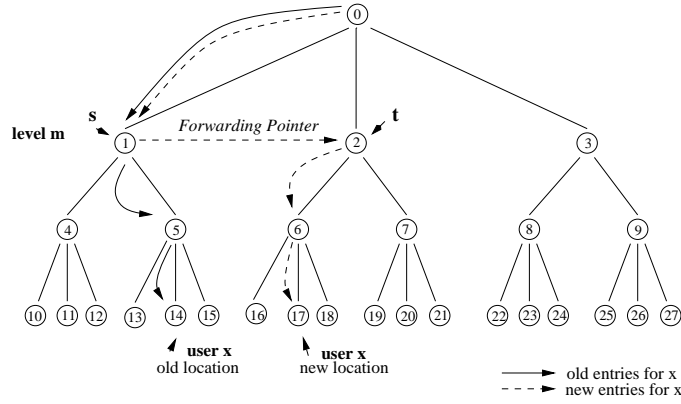 0
s
t
level m
Forwarding Pointer
1
2
3
4
5
6
7
8
9
10 11 12 13 14 15 16 17 18 19 20 21 22 23 24 25 26 27
user x
old location
user x
new location
old entries for x
new entries for x